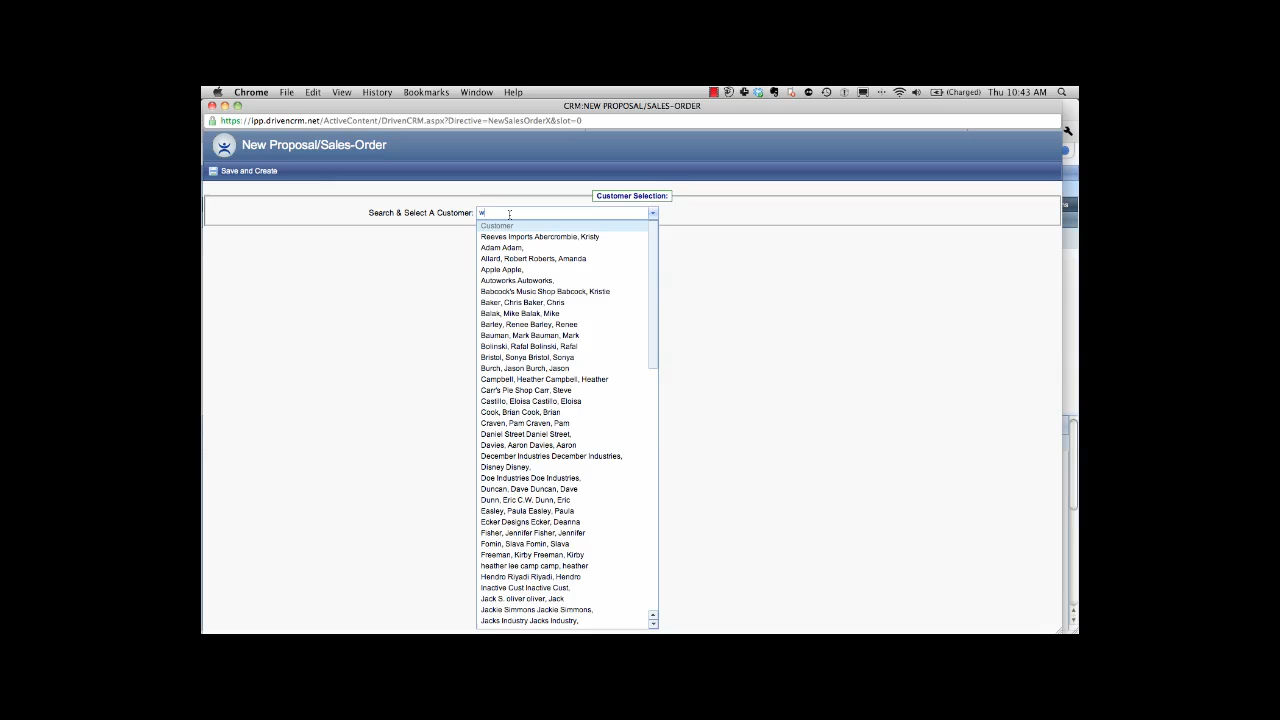 Chrome File Edit View History Bookmarks Window Help (Charged) Thu 10:43 AM
CRM:NEW PROPOSAL/SALES-ORDER
https://ipp.drivencrm.net/ActiveContent/DrivenCRM.aspx?Directive=NewSalesOrderX&slot=0
New Proposal/Sales-Order
Save and Create
Customer Selection:
Search & Select A Customer: w
Customer
Reeves Imports Abercrombie, Kristy
Adam Adam,
Allard, Robert Roberts, Amanda
Apple Apple,
Autoworks Autoworks,
Babcock's Music Shop Babcock, Kristie
Baker, Chris Baker, Chris
Balak, Mike Balak, Mike
Barley, Renee Barley, Renee
Bauman, Mark Bauman, Mark
Bolinski, Rafal Bolinski, Rafal
Bristol, Sonya Bristol, Sonya
Burch, Jason Burch, Jason
Campbell, Heather Campbell, Heather
Carr's Pie Shop Carr, Steve
Castillo, Eloisa Castillo, Eloisa
Cook, Brian Cook, Brian
Craven, Pam Craven, Pam
Daniel Street Daniel Street,
Davies, Aaron Davies, Aaron
December Industries December Industries,
Disney Disney,
Doe Industries Doe Industries,
Duncan, Dave Duncan, Dave
Dunn, Eric C.W. Dunn, Eric
Easley, Paula Easley, Paula
Ecker Designs Ecker, Deanna
Fisher, Jennifer Fisher, Jennifer
Fomin, Slava Fomin, Slava
Freeman, Kirby Freeman, Kirby
heather lee camp camp, heather
Hendro Riyadi Riyadi, Hendro
Inactive Cust Inactive Cust,
Jack S. oliver oliver, Jack
Jackie Simmons Jackie Simmons,
Jacks Industry Jacks Industry,